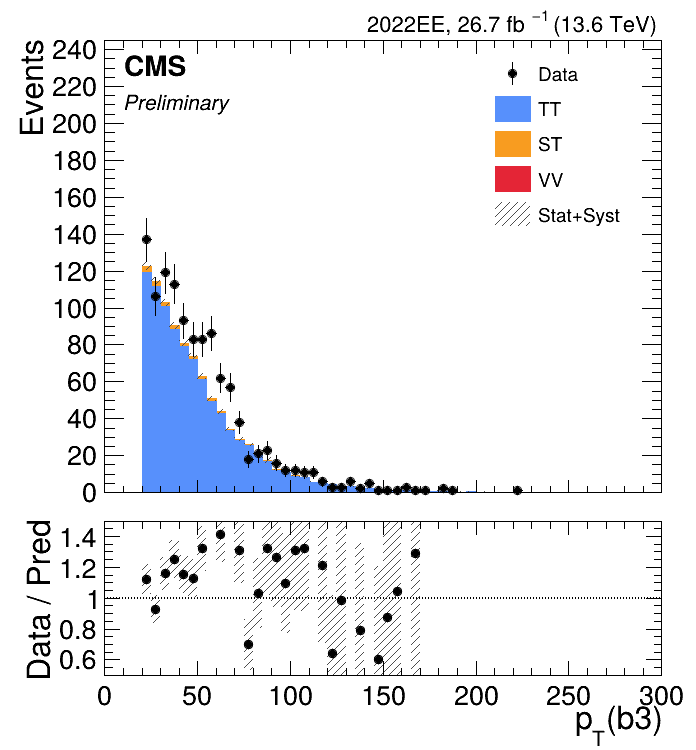 2022EE, 26.7 fb⁻¹ (13.6 TeV)
CMS
Preliminary
Data
TT
ST
VV
Stat+Syst
Events
240
220
200
180
160
140
120
100
80
60
40
20
0
Data / Pred
1.4
1.2
1
0.8
0.6
0 50 100 150 200 250 300
p_T(b3)